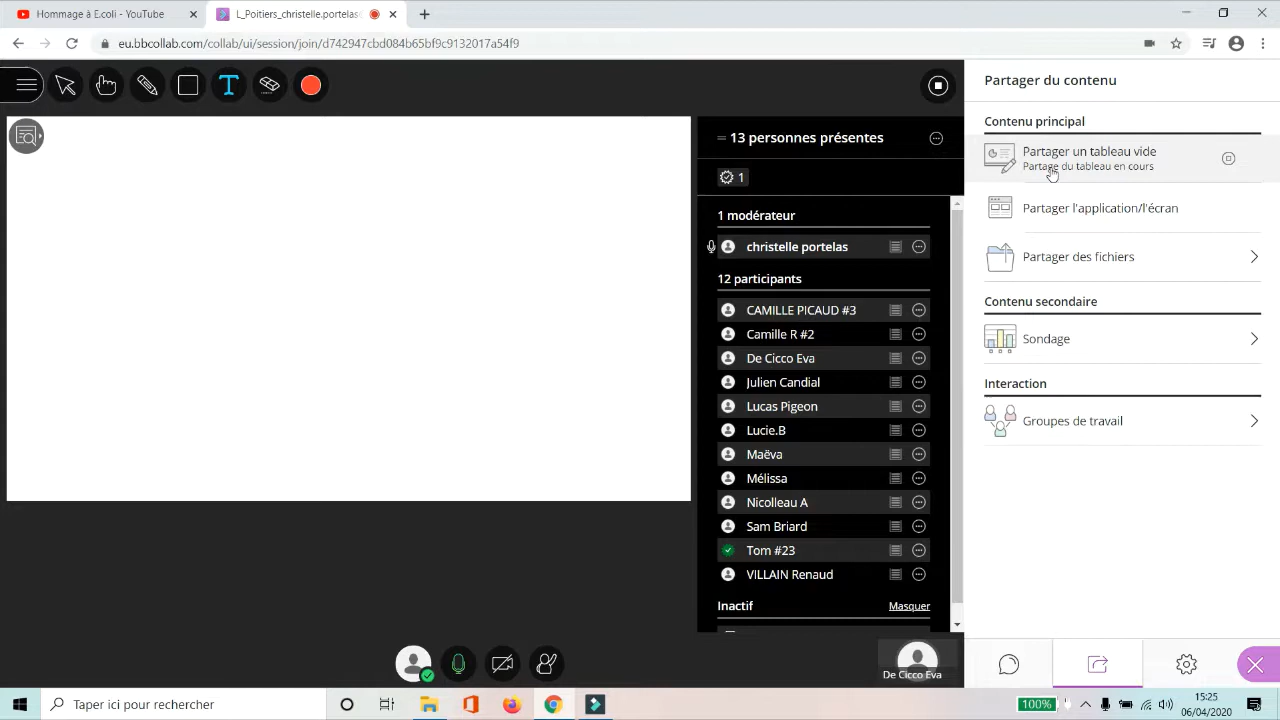 Hommage à E.coli - YouTube
L_Poitiers_christelle.portelas
eu.bbcollab.com/collab/ui/session/join/d742947cbd084b65bf9c9132017a54f9
T
Partager du contenu
Contenu principal
Partager un tableau vide
Partage du tableau en cours
Partager l'application/l'écran
Partager des fichiers
Contenu secondaire
Sondage
Interaction
Groupes de travail
13 personnes présentes
1
1 modérateur
christelle portelas
12 participants
CAMILLE PICAUD #3
Camille R #2
De Cicco Eva
Julien Candial
Lucas Pigeon
Lucie.B
Maëva
Mélissa
Nicolleau A
Sam Briard
Tom #23
VILLAIN Renaud
Inactif Masquer
De Cicco Eva
Taper ici pour rechercher
100%
15:25
06/04/2020